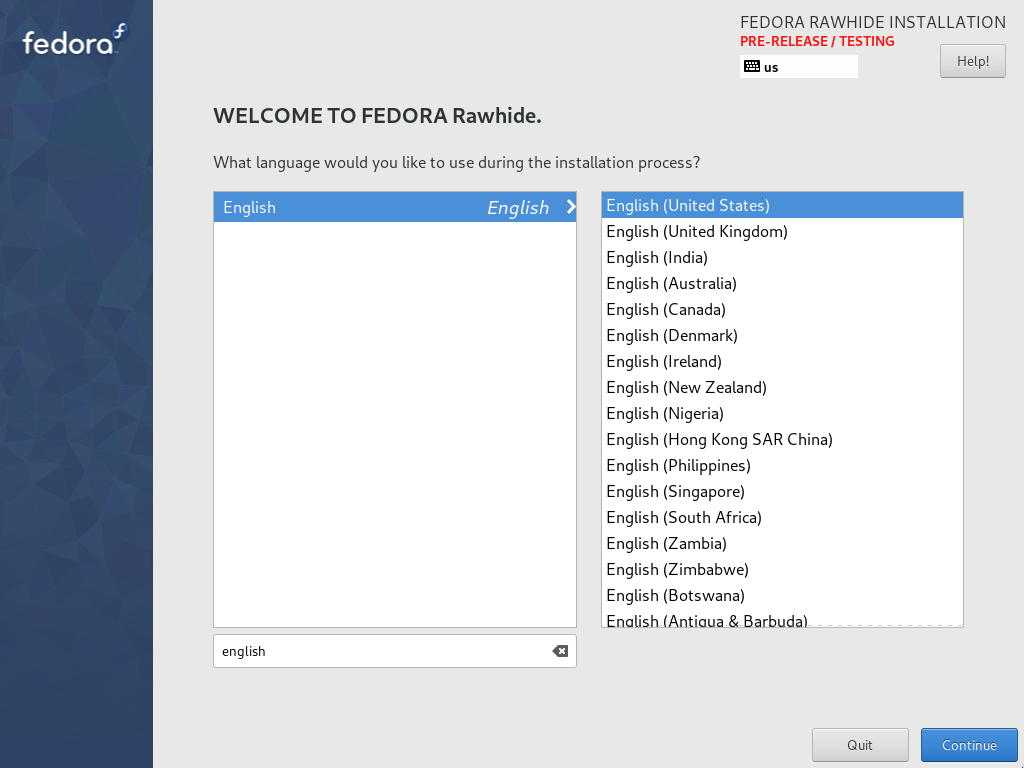 fedora
FEDORA RAWHIDE INSTALLATION
PRE-RELEASE / TESTING
us
Help!
WELCOME TO FEDORA Rawhide.
What language would you like to use during the installation process?
English English
English (United States)
English (United Kingdom)
English (India)
English (Australia)
English (Canada)
English (Denmark)
English (Ireland)
English (New Zealand)
English (Nigeria)
English (Hong Kong SAR China)
English (Philippines)
English (Singapore)
English (South Africa)
English (Zambia)
English (Zimbabwe)
English (Botswana)
English (Antigua & Barbuda)
english
Quit
Continue